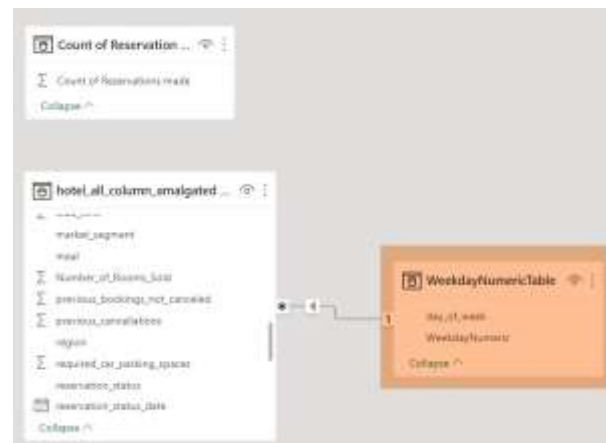 Count of Reservation ...
Count of Reservations made
Collapse
hotel_all_column_amalgated ...
market_segment
meal
Number_of_Rooms_Sold
previous_bookings_not_canceled
previous_cancellations
region
required_car_parking_spaces
reservation_status
reservation_status_date
Collapse
1
WeekdayNumericTable
day_of_week
WeekdayNumeric
Collapse